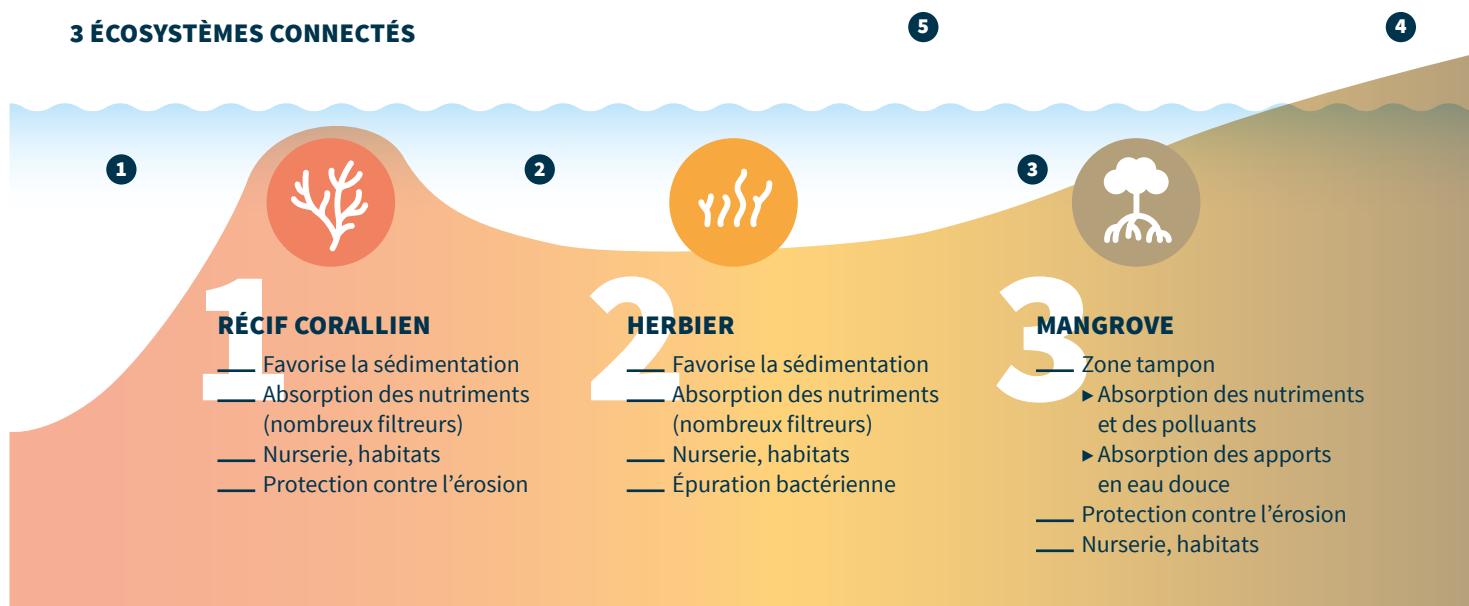 3 ÉCOSYSTÈMES CONNECTÉS
5
4
1
2
3
1
RÉCIF CORALLIEN
Favorise la sédimentation
Absorption des nutriments
(nombreux filtreurs)
Nurserie, habitats
Protection contre l’érosion
2
HERBIER
Favorise la sédimentation
Absorption des nutriments
(nombreux filtreurs)
Nurserie, habitats
Épuration bactérienne
3
MANGROVE
Zone tampon
▸ Absorption des nutriments
et des polluants
▸ Absorption des apports
en eau douce
Protection contre l’érosion
Nurserie, habitats